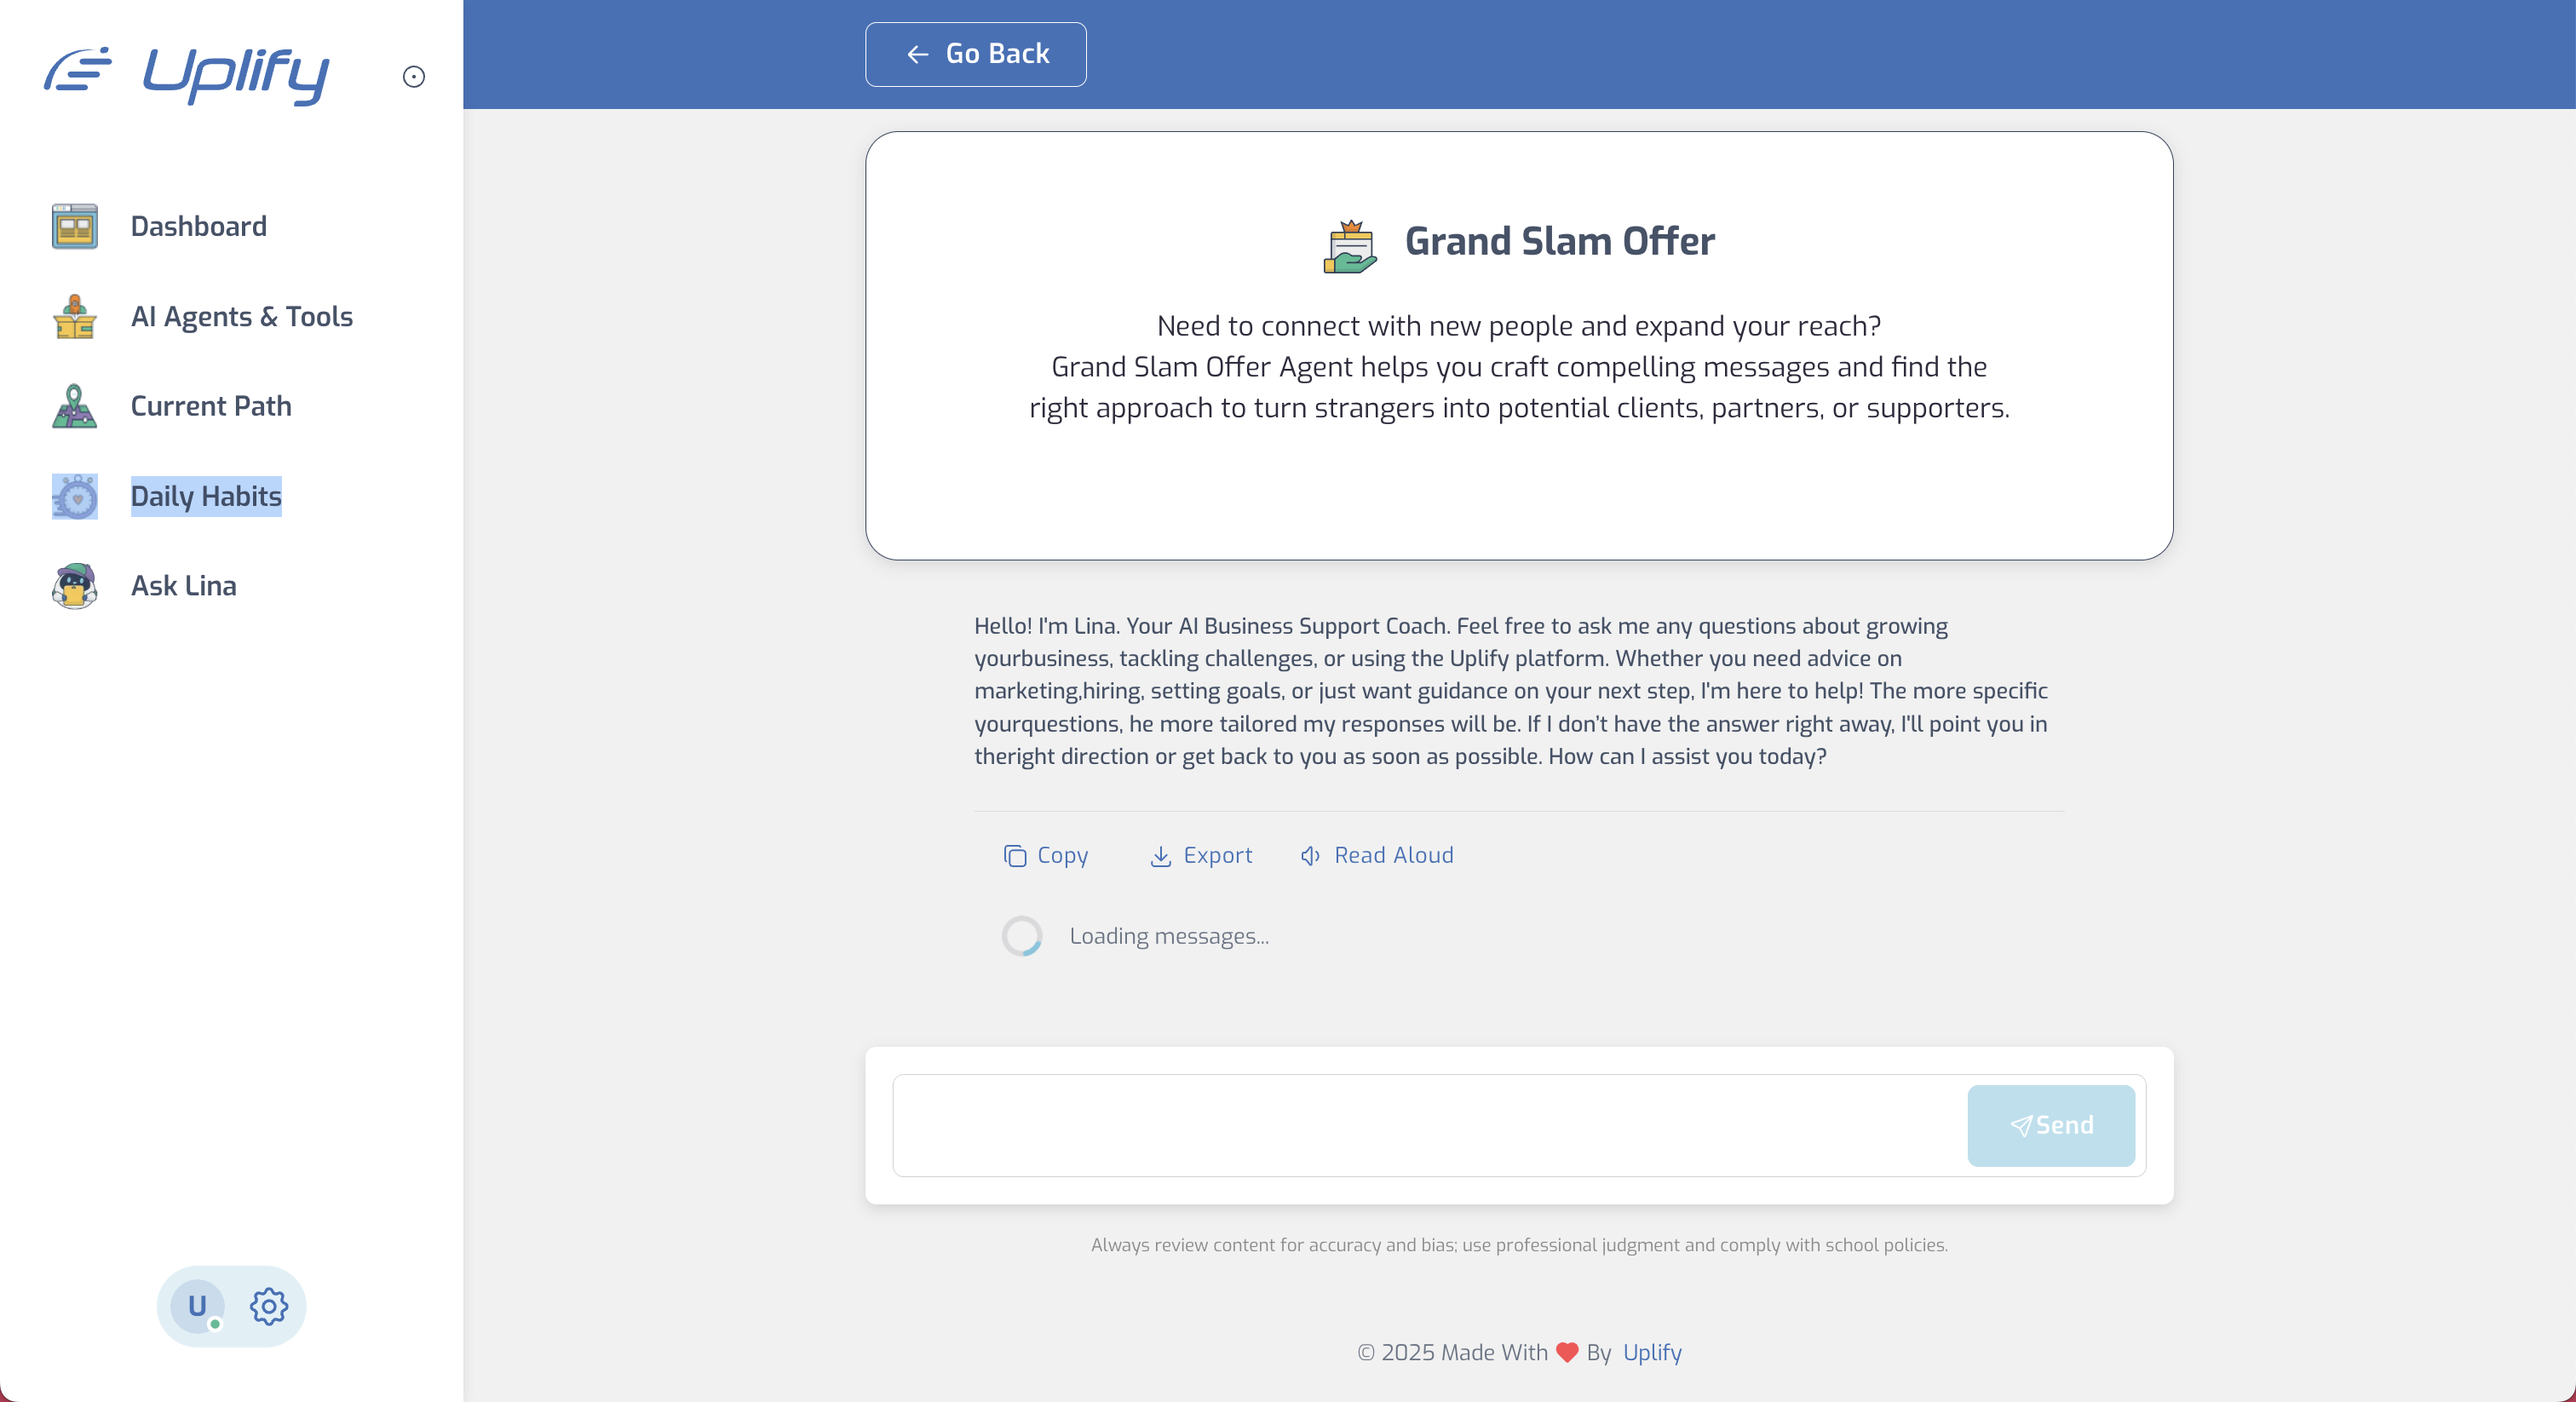 Uplify
Dashboard
AI Agents & Tools
Current Path
Daily Habits
Ask Lina
U
Go Back
Grand Slam Offer
Need to connect with new people and expand your reach?
Grand Slam Offer Agent helps you craft compelling messages and find the
right approach to turn strangers into potential clients, partners, or supporters.
Hello! I'm Lina. Your AI Business Support Coach. Feel free to ask me any questions about growing
yourbusiness, tackling challenges, or using the Uplify platform. Whether you need advice on
marketing,hiring, setting goals, or just want guidance on your next step, I'm here to help! The more specific
yourquestions, he more tailored my responses will be. If I don’t have the answer right away, I'll point you in
theright direction or get back to you as soon as possible. How can I assist you today?
Copy Export Read Aloud
Loading messages...
Send
Always review content for accuracy and bias; use professional judgment and comply with school policies.
© 2025 Made With ❤ By Uplify